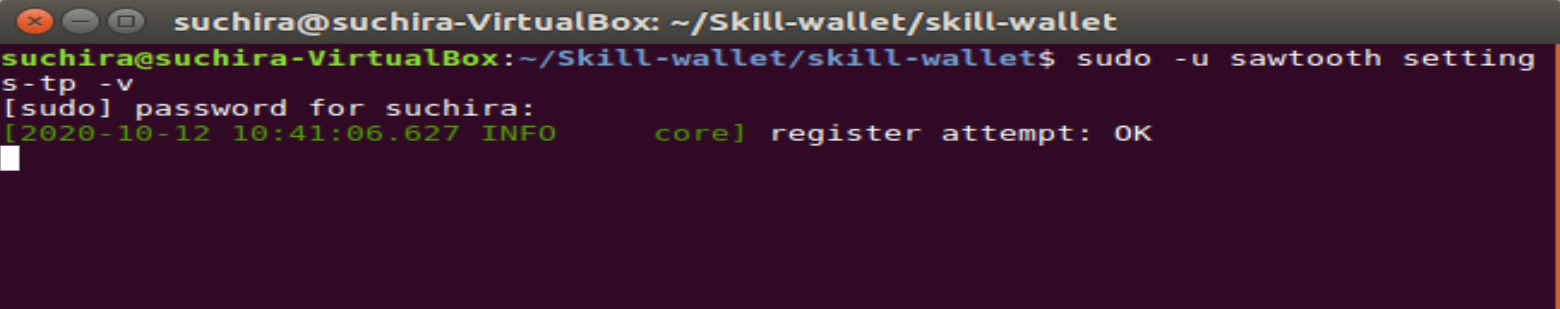 suchira@suchira-VirtualBox: ~/Skill-wallet/skill-wallet
suchira@suchira-VirtualBox:~/Skill-wallet/skill-wallet$ sudo -u sawtooth setting
s-tp -v
[sudo] password for suchira:
[2020-10-12 10:41:06.627 INFO     core] register attempt: OK